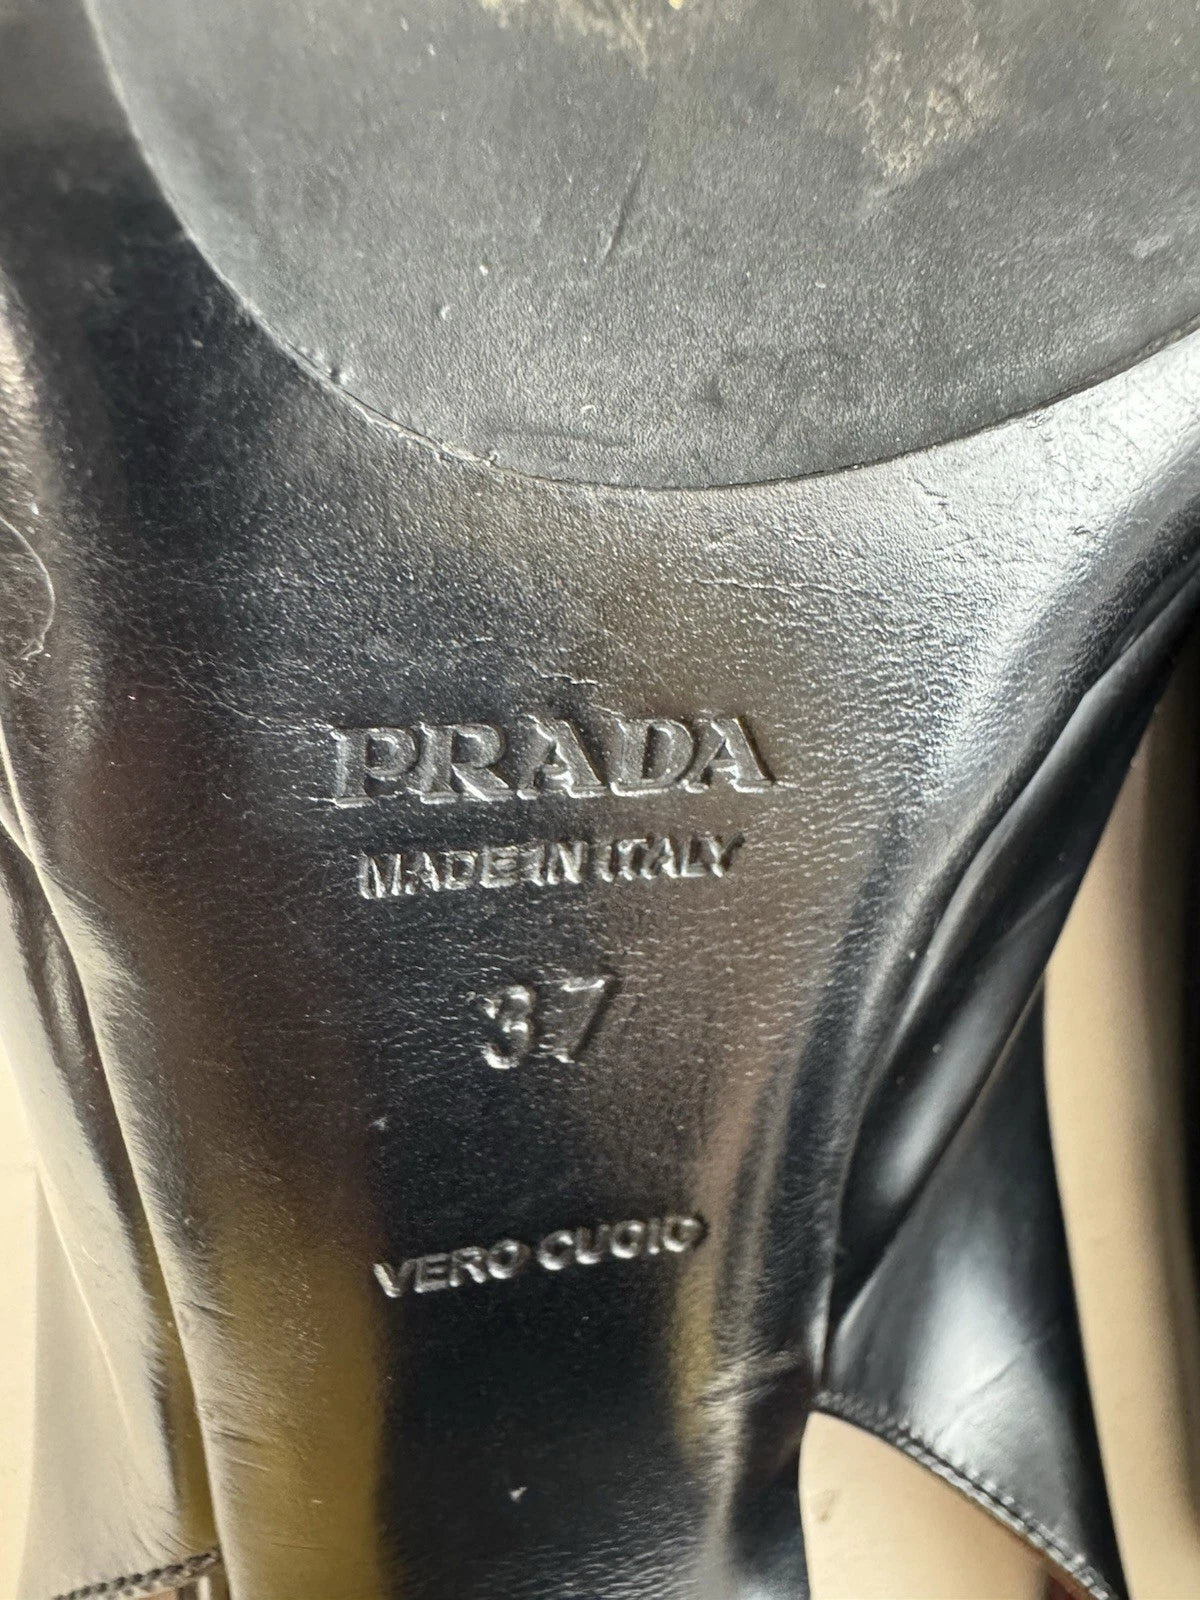 PRADA
MADE IN ITALY
37
VERO CUOIO